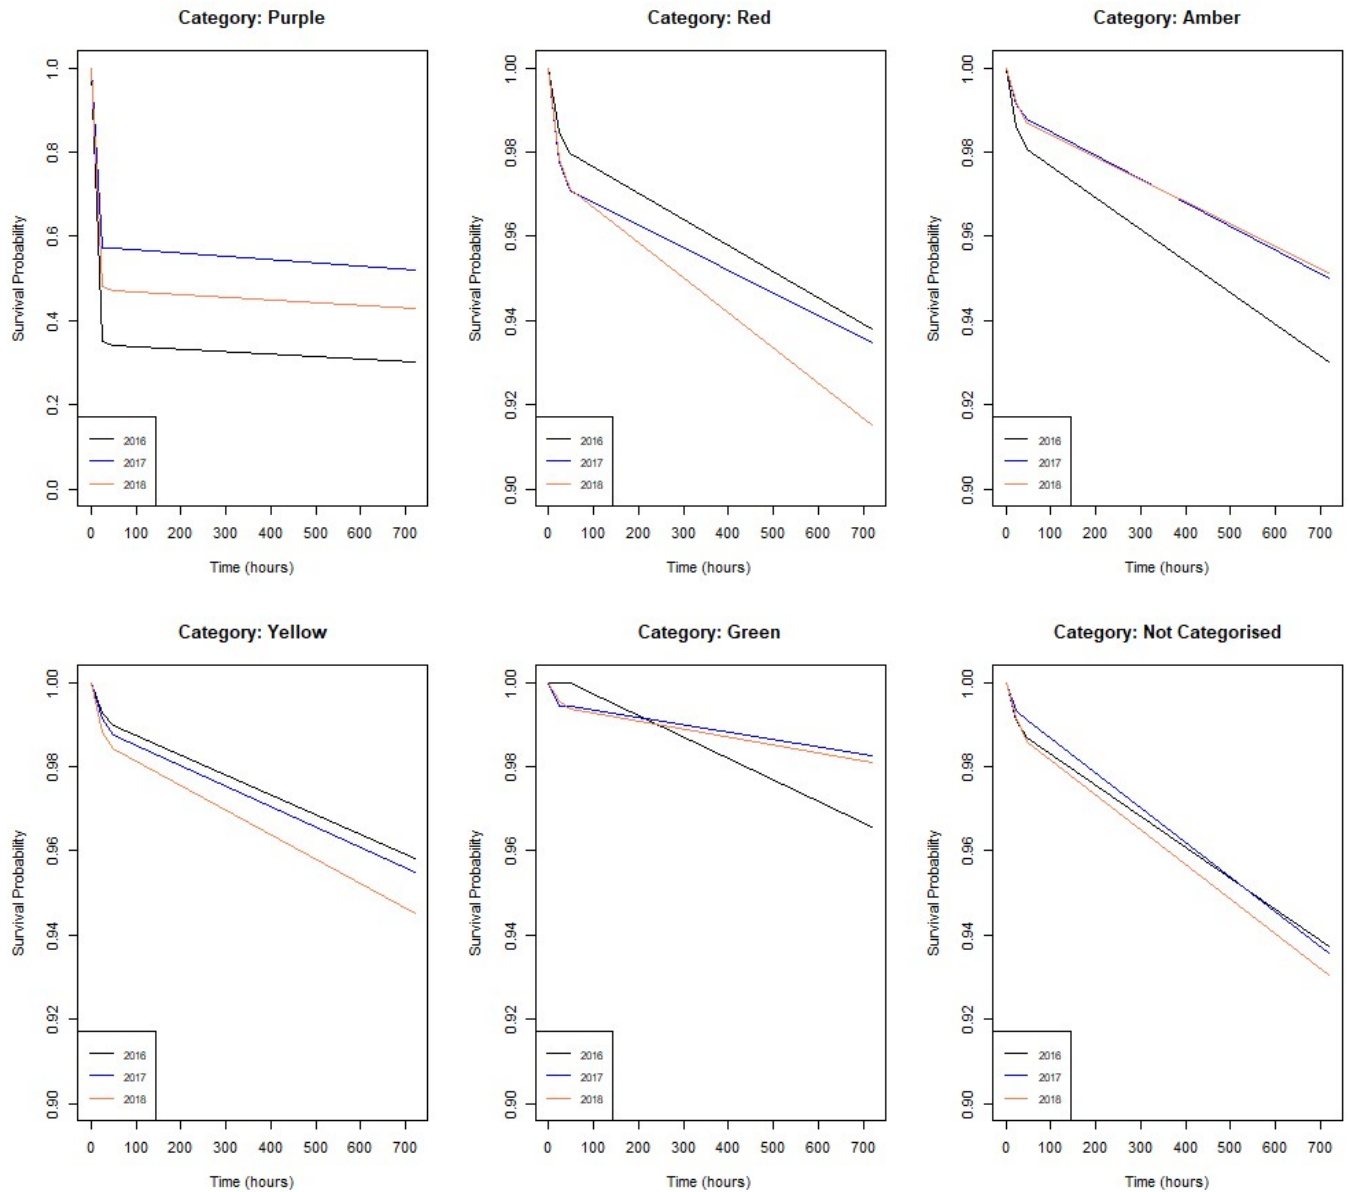 Category: Purple
Survival Probability
1.0
0.8
0.6
0.4
0.2
0.0
2016
2017
2018
0 100 200 300 400 500 600 700
Time (hours)
Category: Red
Survival Probability
1.00
0.98
0.96
0.94
0.92
0.90
2016
2017
2018
0 100 200 300 400 500 600 700
Time (hours)
Category: Amber
Survival Probability
1.00
0.98
0.96
0.94
0.92
0.90
2016
2017
2018
0 100 200 300 400 500 600 700
Time (hours)
Category: Yellow
Survival Probability
1.00
0.98
0.96
0.94
0.92
0.90
2016
2017
2018
0 100 200 300 400 500 600 700
Time (hours)
Category: Green
Survival Probability
1.00
0.98
0.96
0.94
0.92
0.90
2016
2017
2018
0 100 200 300 400 500 600 700
Time (hours)
Category: Not Categorised
Survival Probability
1.00
0.98
0.96
0.94
0.92
0.90
2016
2017
2018
0 100 200 300 400 500 600 700
Time (hours)